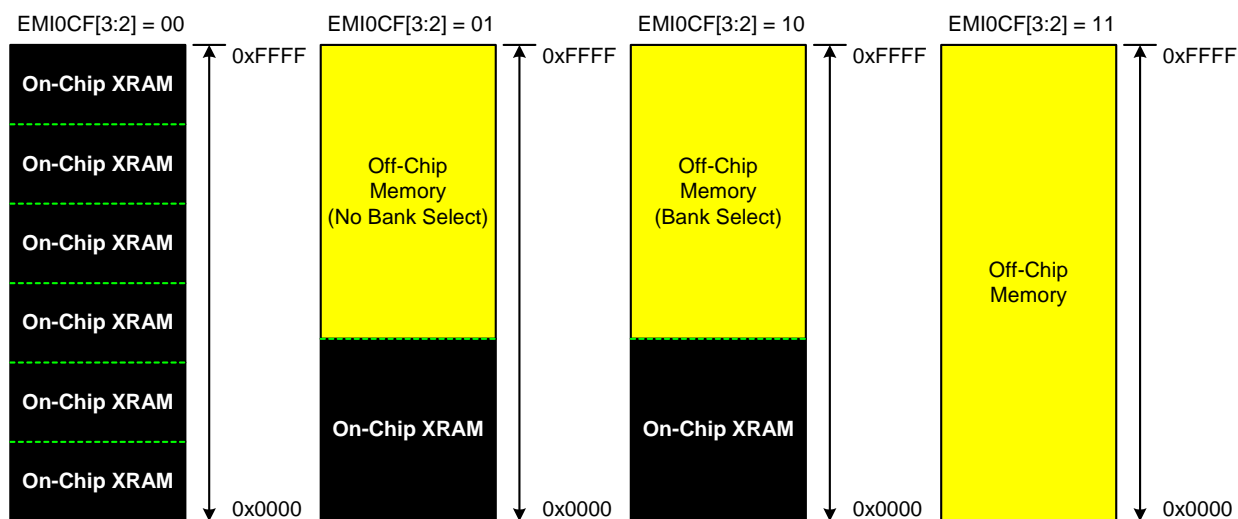 EMI0CF[3:2] = 00
0xFFFF
On-Chip XRAM
On-Chip XRAM
On-Chip XRAM
On-Chip XRAM
On-Chip XRAM
On-Chip XRAM
0x0000
EMI0CF[3:2] = 01
0xFFFF
Off-Chip
Memory
(No Bank Select)
On-Chip XRAM
0x0000
EMI0CF[3:2] = 10
0xFFFF
Off-Chip
Memory
(Bank Select)
On-Chip XRAM
0x0000
EMI0CF[3:2] = 11
0xFFFF
Off-Chip
Memory
0x0000